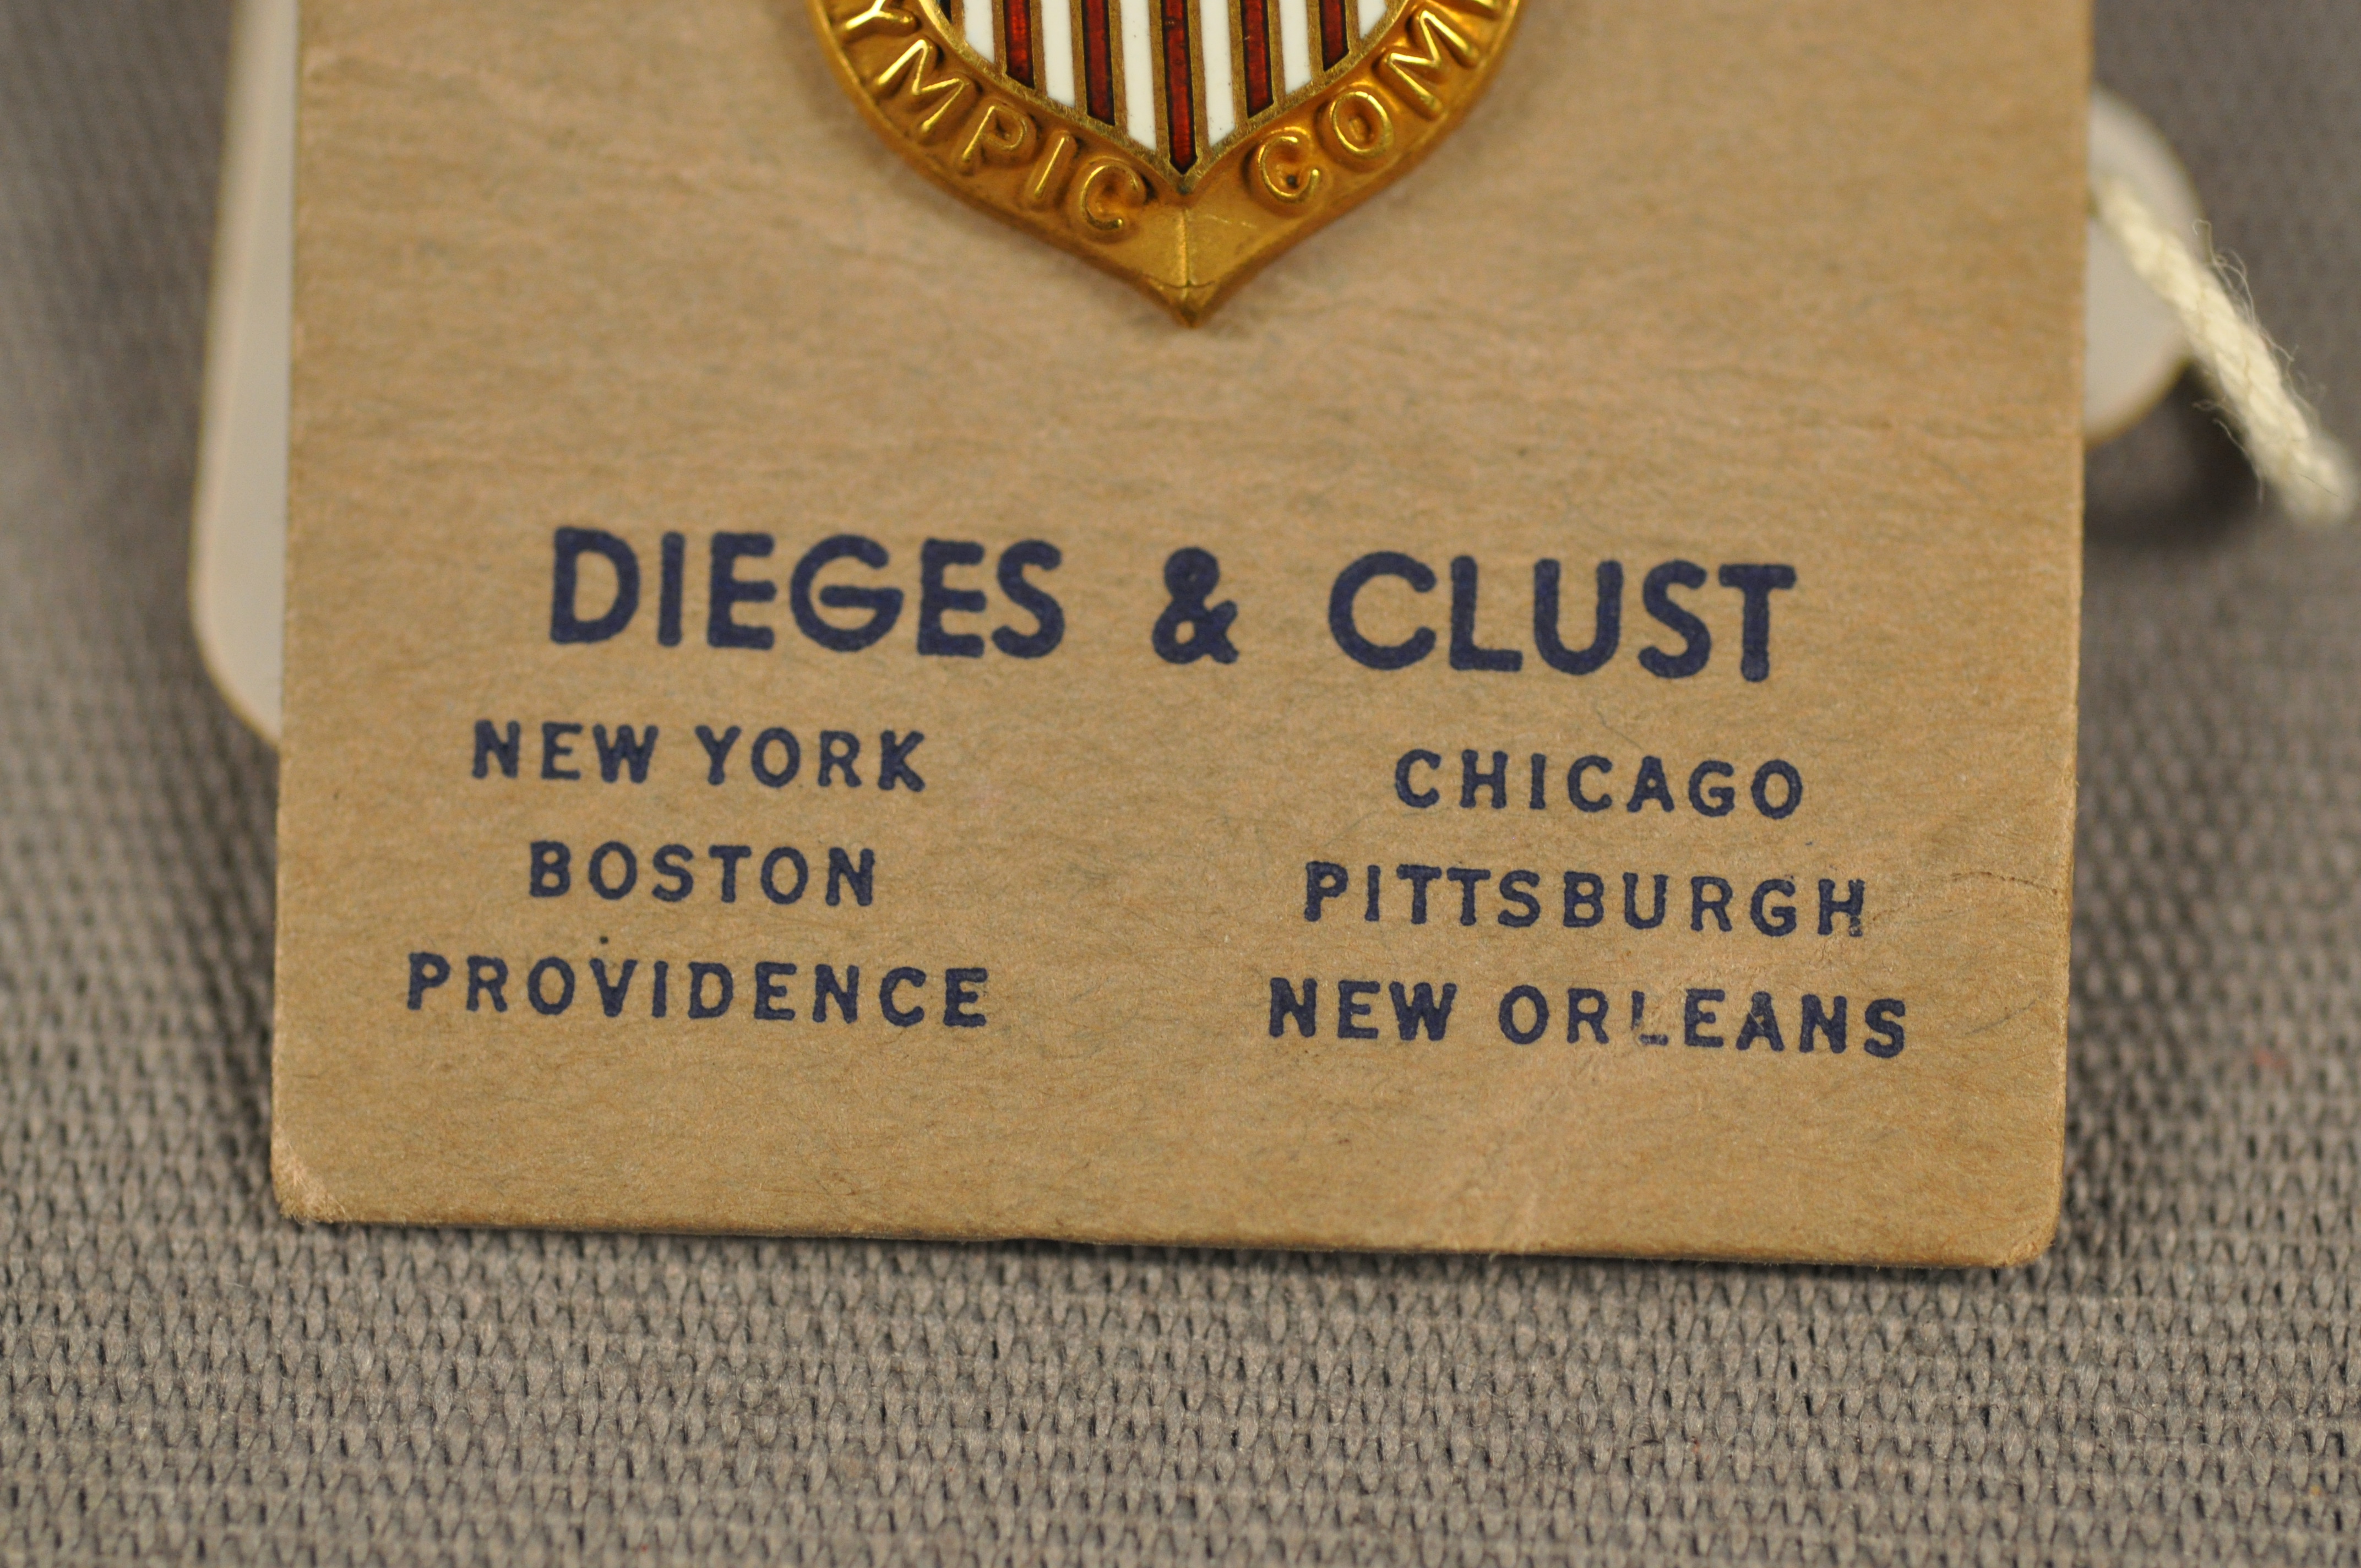 YMPIC COM
DIEGES & CLUST
NEW YORK
BOSTON
PROVIDENCE
CHICAGO
PITTSBURGH
NEW ORLEANS